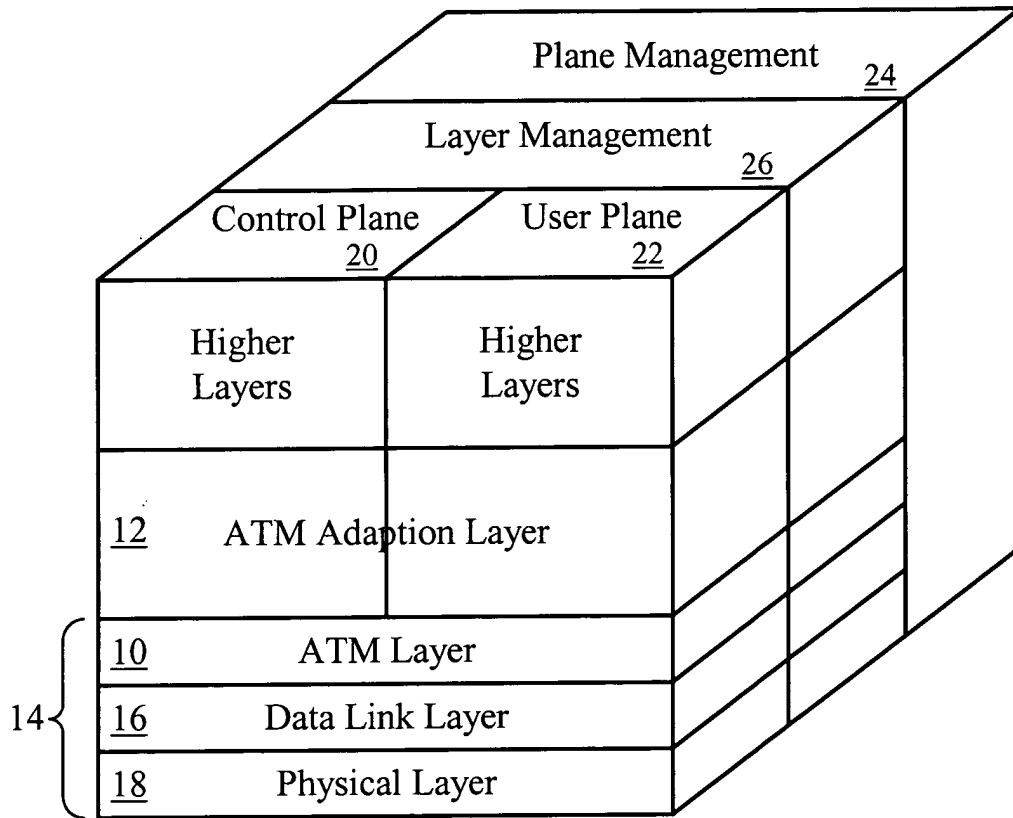 Plane Management
24
Layer Management
26
Control Plane
20
User Plane
22
Higher
Layers
Higher
Layers
12
ATM Adaption Layer
14
10
ATM Layer
16
Data Link Layer
18
Physical Layer